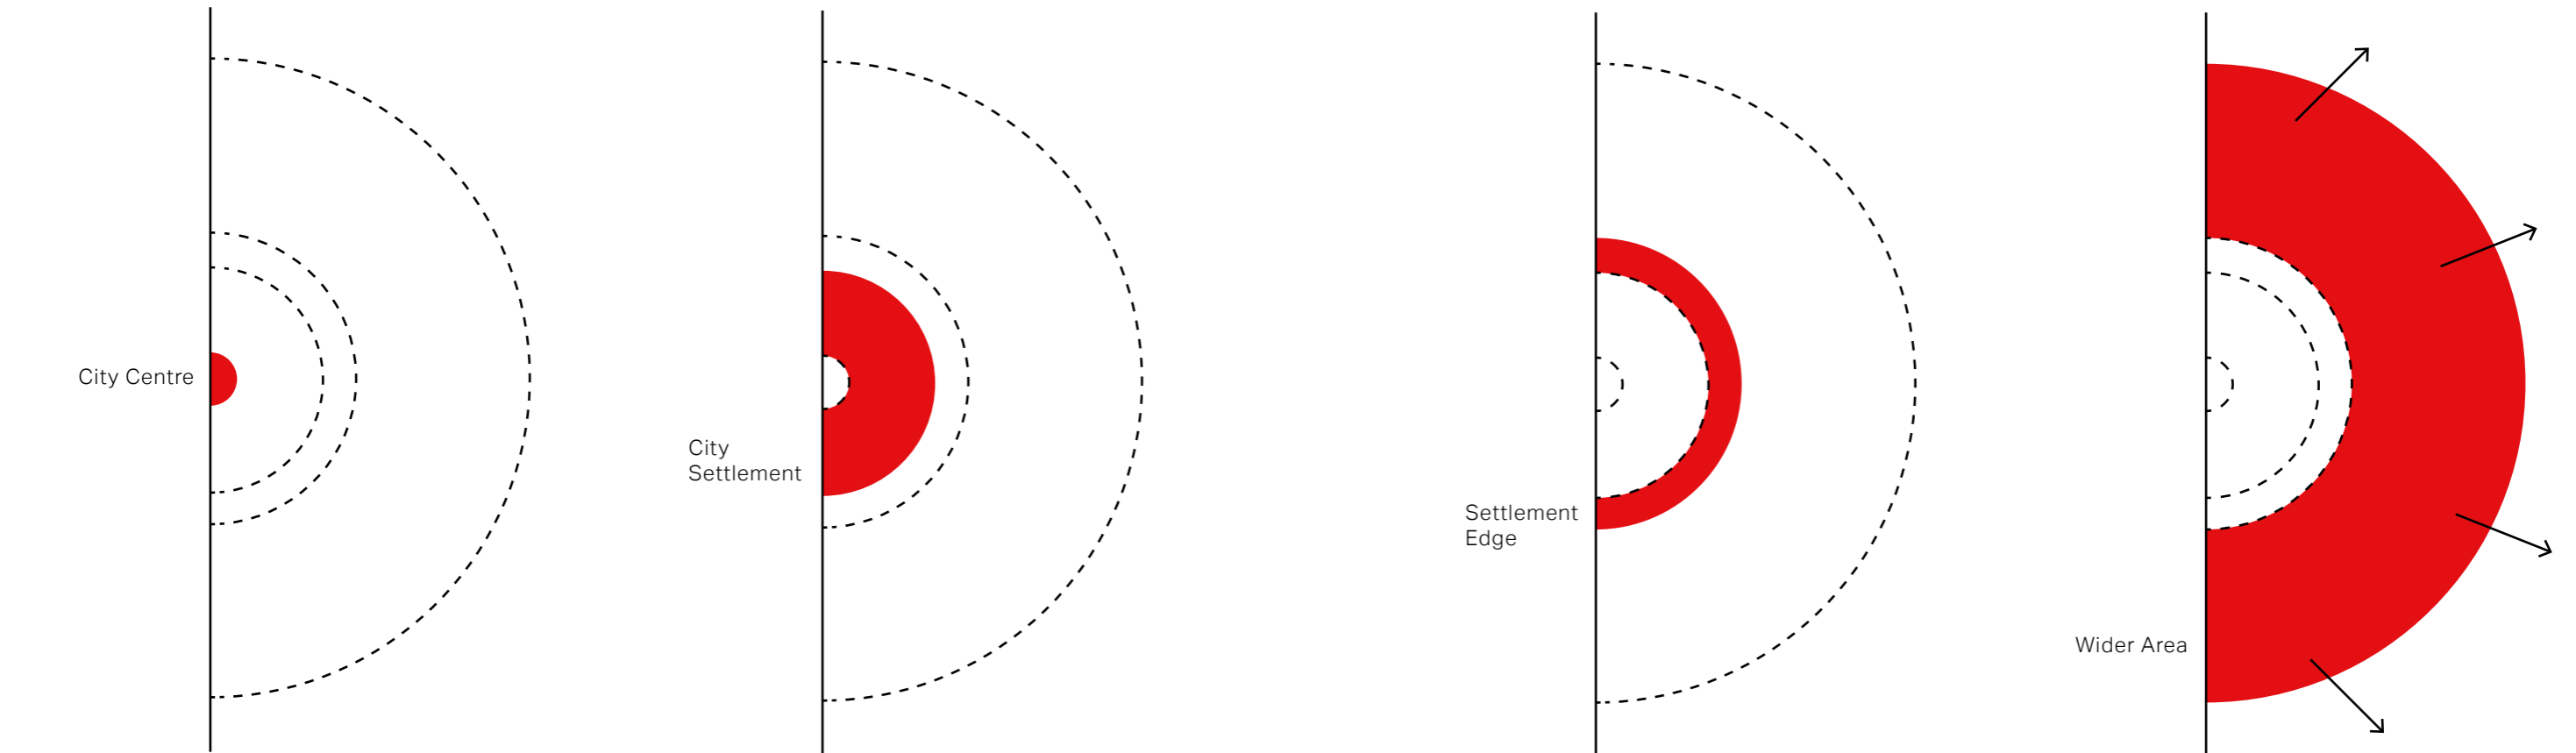 City Centre
City
Settlement
Settlement
Edge
Wider Area